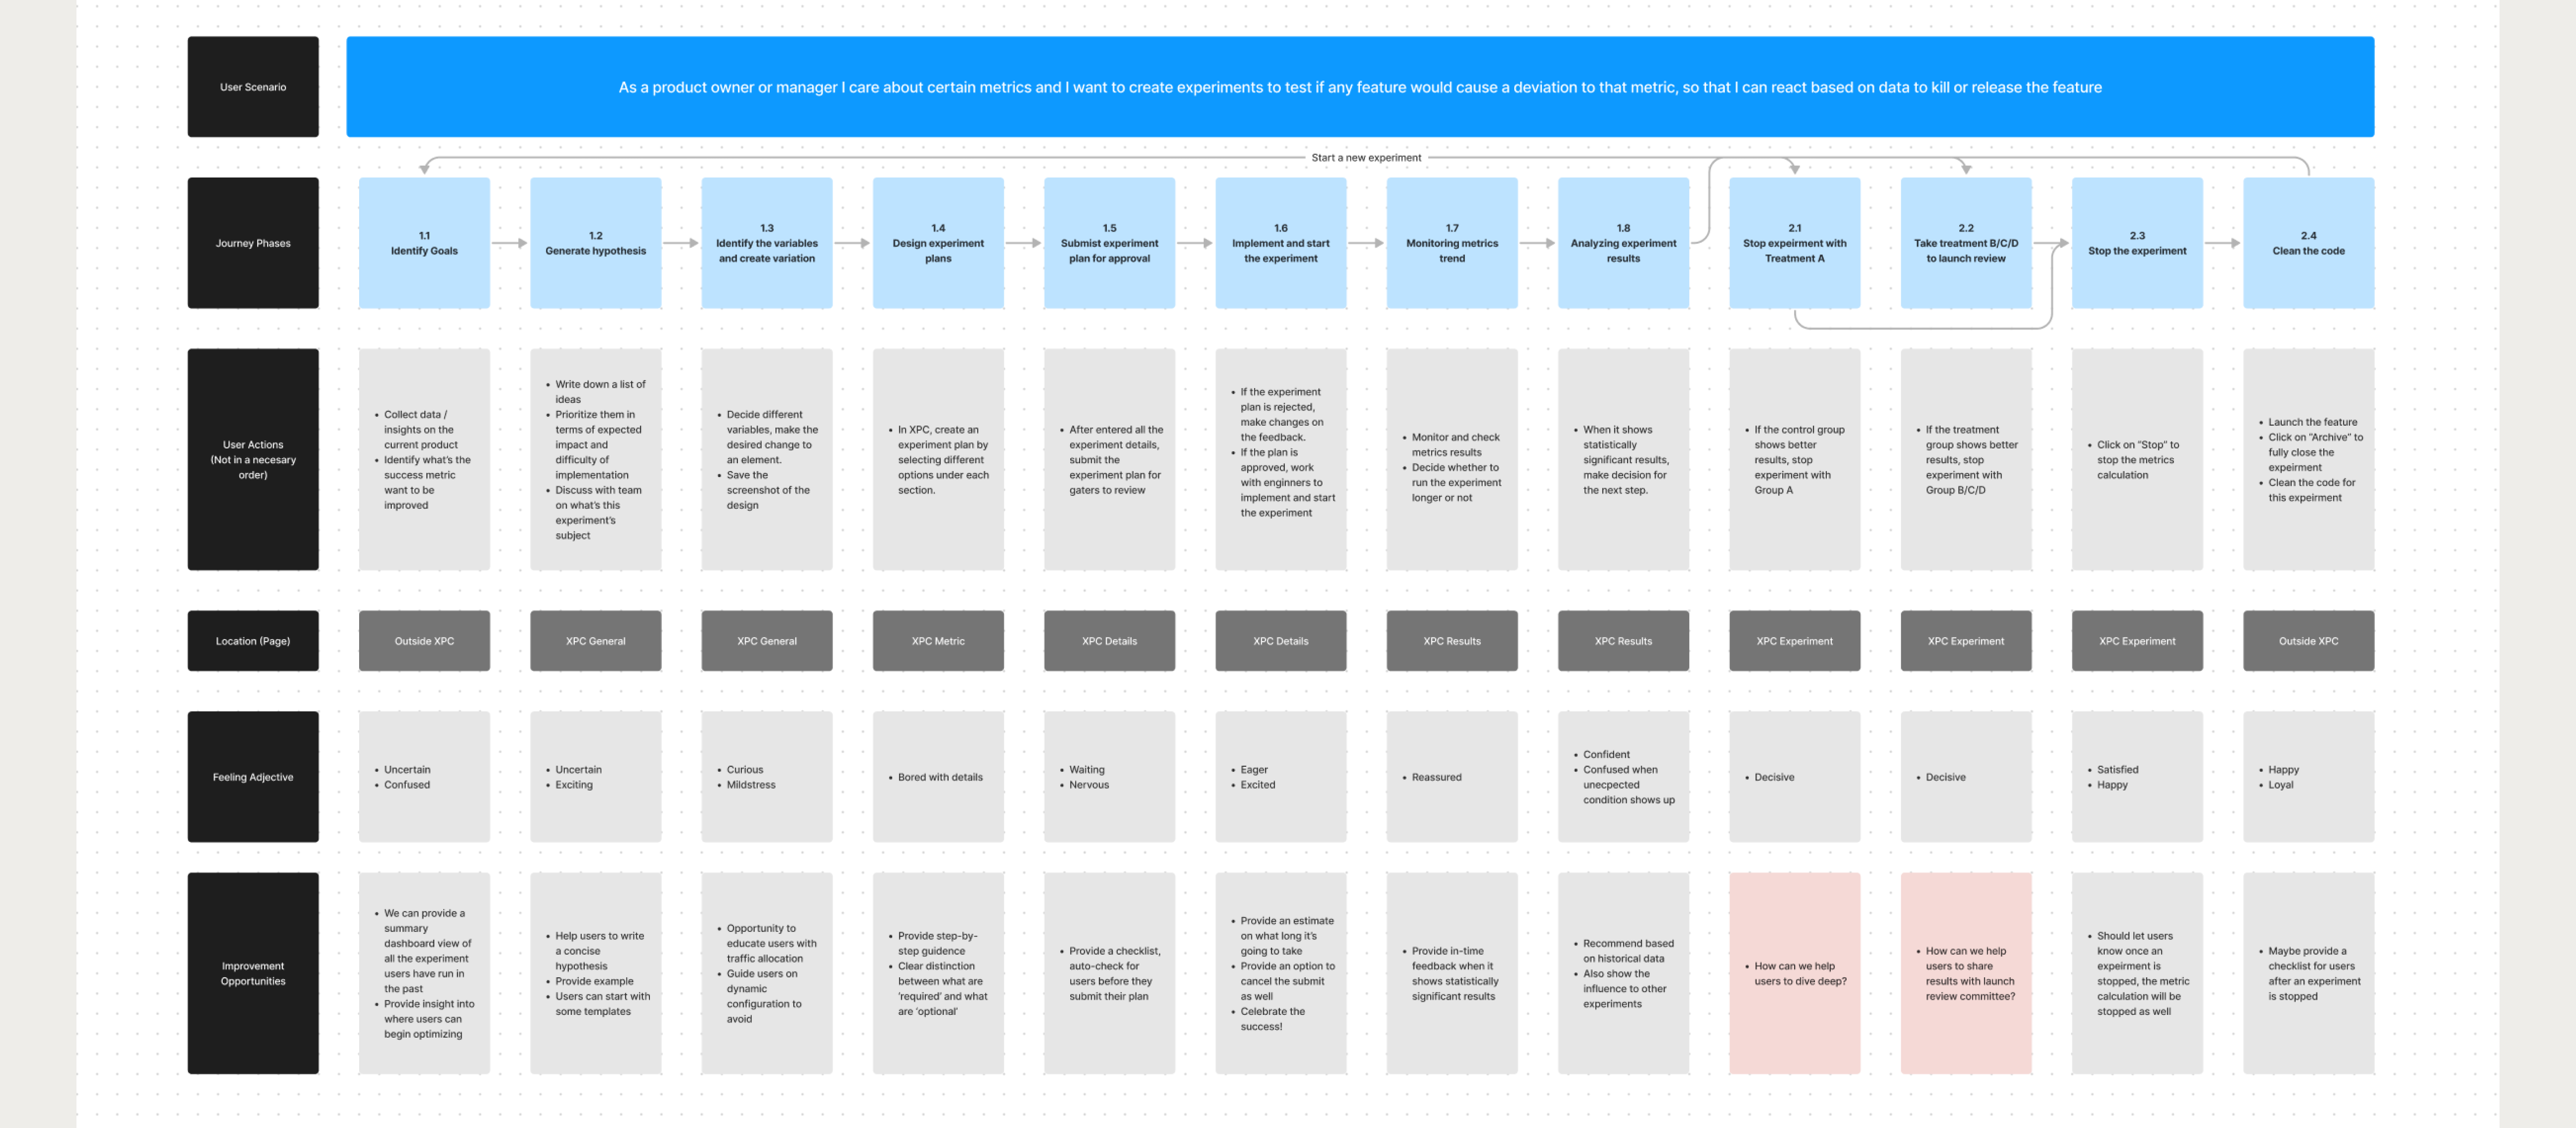 User Scenario
As a product owner or manager I care about certain metrics and I want to create experiments to test if any feature would cause a deviation to that metric, so that I can react based on data to kill or release the feature
Start a new experiment
Journey Phases
1.1
Identify Goals
1.2
Generate hypothesis
1.3
Identify the variables
and create variation
1.4
Design experiment
plans
1.5
Submist experiment
plan for approval
1.6
Implement and start
the experiment
1.7
Monitoring metrics
trend
1.8
Analyzing experiment
results
2.1
Stop expeirment with
Treatment A
2.2
Take treatment B/C/D
to launch review
2.3
Stop the experiment
2.4
Clean the code
User Actions
(Not in a necesary
order)
• Collect data /
insights on the
current product
• Identify what's the
success metric
want to be
improved
• Write down a list of
ideas
• Prioritize them in
terms of expected
impact and
difficulty of
implementation
• Discuss with team
on what's this
experiment's
subject
• Decide different
variables, make the
desired change to
an element.
• Save the
screenshot of the
design
• In XPC, create an
experiment plan by
selecting different
options under each
section.
• After entered all the
experiment details,
submit the
experiment plan for
gaters to review
• If the experiment
plan is rejected,
make changes on
the feedback.
• If the plan is
approved, work
with enginners to
implement and start
the experiment
• Monitor and check
metrics results
• Decide whether to
run the experiment
longer or not
• When it shows
statistically
significant results,
make decision for
the next step.
• If the control group
shows better
results, stop
experiment with
Group A
• If the treatment
group shows better
results, stop
experiment with
Group B/C/D
• Click on "Stop" to
stop the metrics
calculation
• Launch the feature
• Click on "Archive" to
fully close the
expeirment
• Clean the code for
this expeirment
Location (Page)
Outside XPC
XPC General
XPC General
XPC Metric
XPC Details
XPC Details
XPC Results
XPC Results
XPC Experiment
XPC Experiment
XPC Experiment
Outside XPC
Feeling Adjective
• Uncertain
• Confused
• Uncertain
• Exciting
• Curious
• Mildstress
• Bored with details
• Waiting
• Nervous
• Eager
• Excited
• Reassured
• Confident
• Confused when
unecpected
condition shows up
• Decisive
• Decisive
• Satisfied
• Happy
• Happy
• Loyal
Improvement
Opportunities
• We can provide a
summary
dashboard view of
all the experiment
users have run in
the past
• Provide insight into
where users can
begin optimizing
• Help users to write
a concise
hypothesis
• Provide example
• Users can start with
some templates
• Opportunity to
educate users with
traffic allocation
• Guide users on
dynamic
configuration to
avoid
• Provide step-by-
step guidence
• Clear distinction
between what are
'required' and what
are 'optional'
• Provide a checklist,
auto-check for
users before they
submit their plan
• Provide an estimate
on what long it's
going to take
• Provide an option to
cancel the submit
as well
• Celebrate the
success!
• Provide in-time
feedback when it
shows statistically
significant results
• Recommend based
on historical data
• Also show the
influence to other
experiments
• How can we help
users to dive deep?
• How can we help
users to share
results with launch
review committee?
• Should let users
know once an
expeirment is
stopped, the metric
calculation will be
stopped as well
• Maybe provide a
checklist for users
after an experiment
is stopped